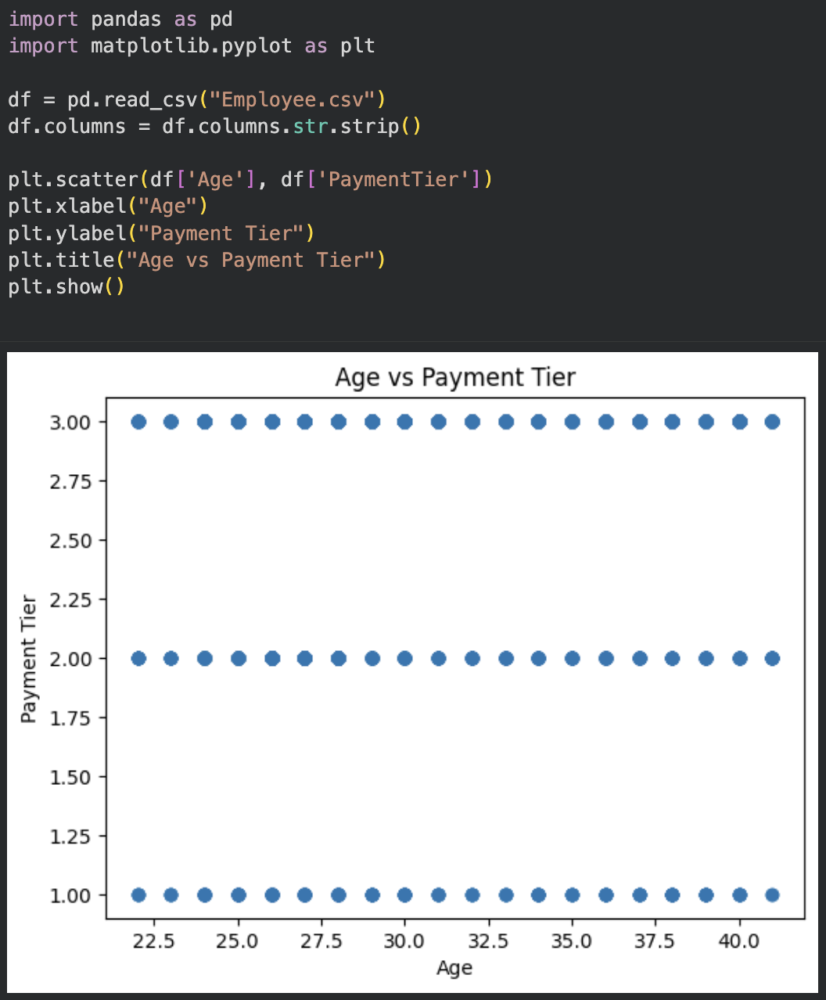 import pandas as pd
import matplotlib.pyplot as plt
df = pd.read_csv("Employee.csv")
df.columns = df.columns.str.strip()
plt.scatter(df['Age'], df['PaymentTier'])
plt.xlabel("Age")
plt.ylabel("Payment Tier")
plt.title("Age vs Payment Tier")
plt.show()
Age vs Payment Tier
3.00
2.75
2.50
2.25
2.00
1.75
1.50
1.25
1.00
Payment Tier
22.5 25.0 27.5 30.0 32.5 35.0 37.5 40.0
Age